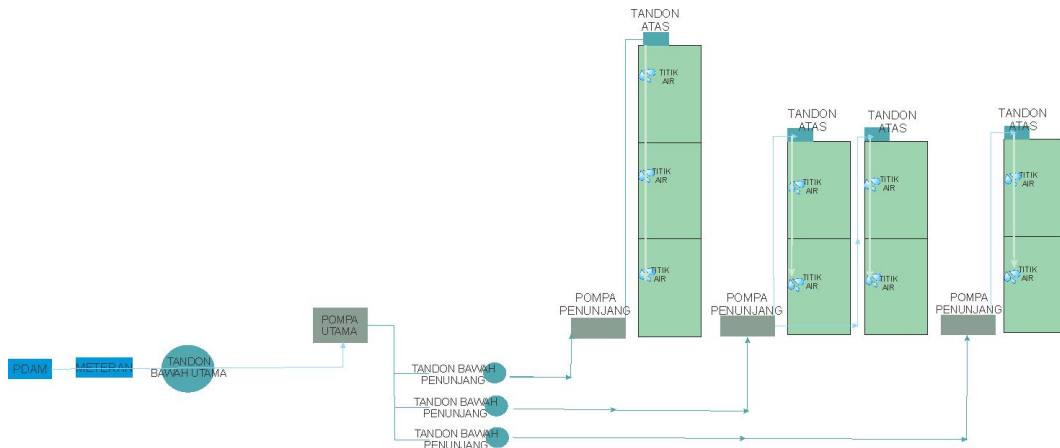 TANDON
ATAS
TITIK
AIR
TITIK
AIR
TITIK
AIR
TANDON
ATAS
TITIK
AIR
TITIK
AIR
TANDON
ATAS
TITIK
AIR
TITIK
AIR
TANDON
ATAS
TITIK
AIR
TITIK
AIR
POMPA
PENUNJANG
POMPA
PENUNJANG
POMPA
PENUNJANG
POMPA
UTAMA
PDAM
METERAN
TANDON
BAWAH UTAMA
TANDON BAWAH
PENUNJANG
TANDON BAWAH
PENUNJANG
TANDON BAWAH
PENUNJANG